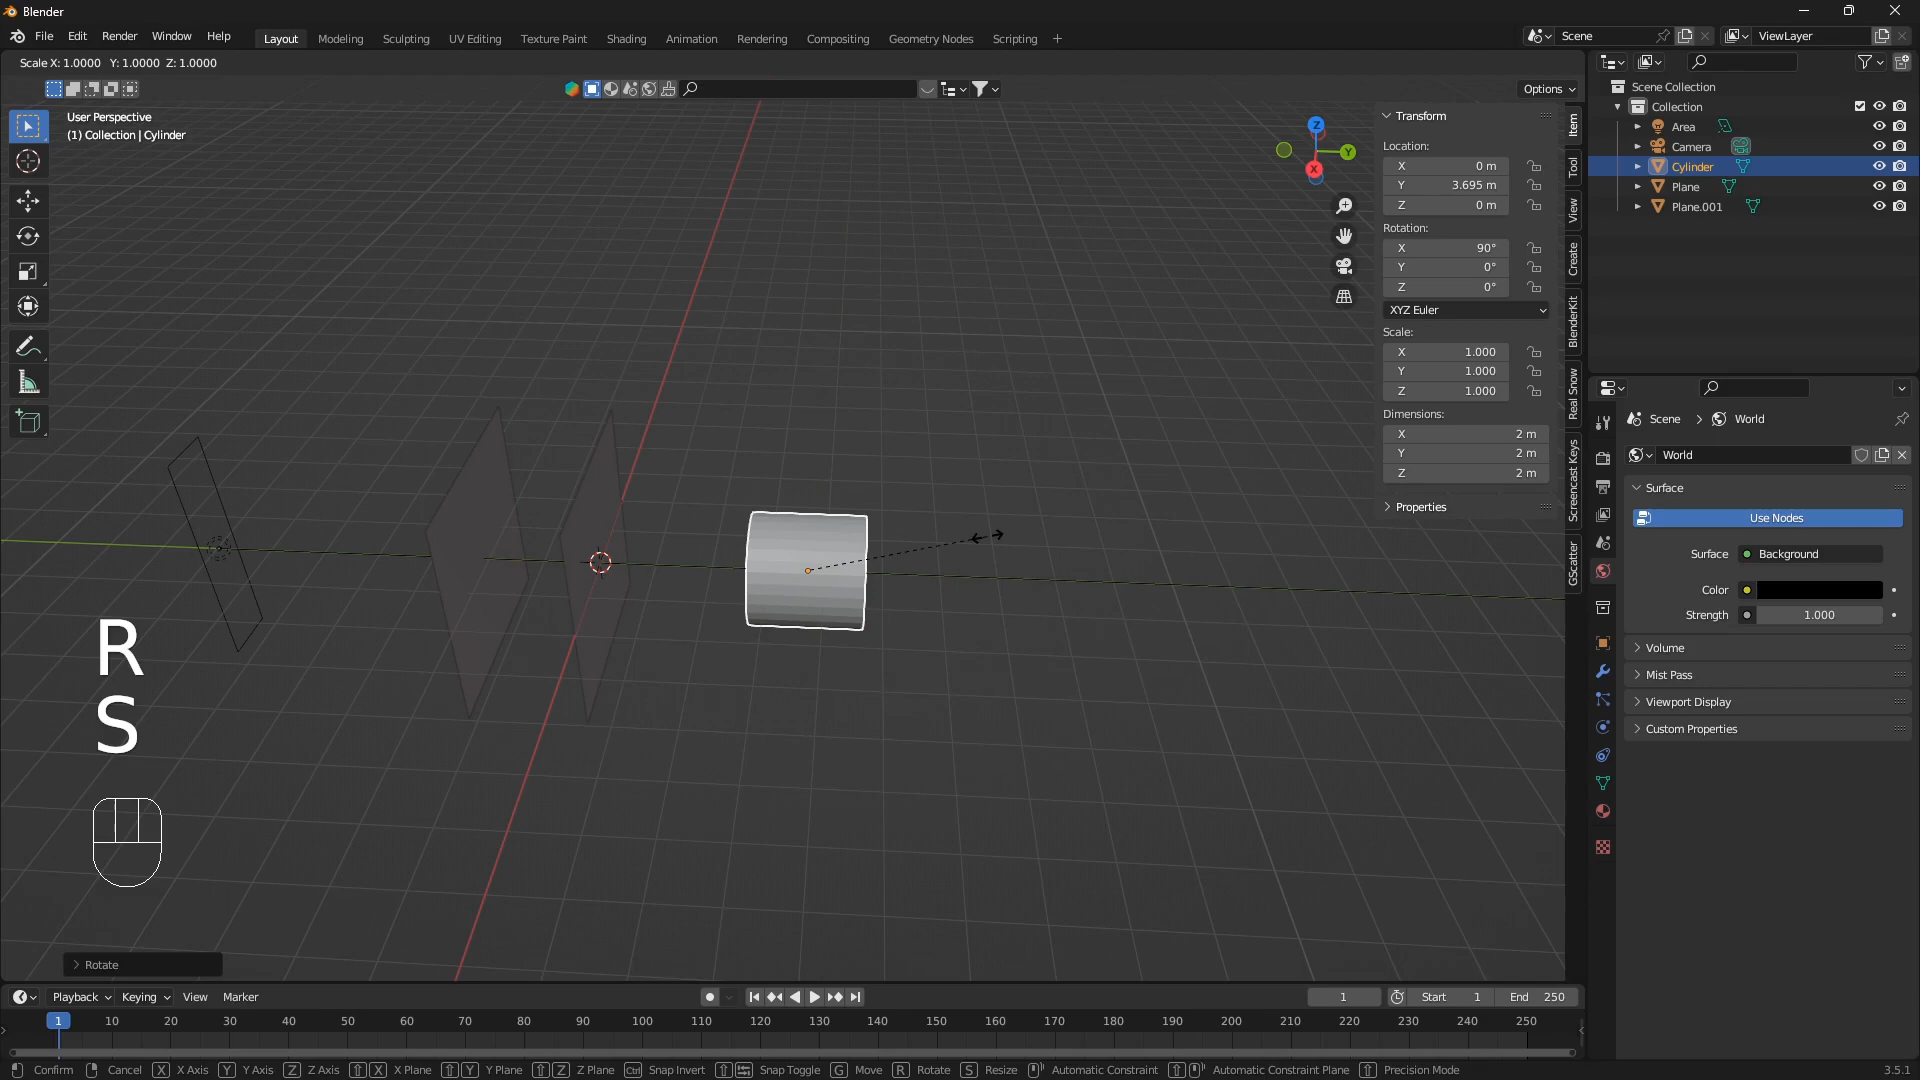 Blender
File Edit Render Window Help Layout Modeling Sculpting UV Editing Texture Paint Shading Animation Rendering Compositing Geometry Nodes Scripting + Scene ViewLayer
Scale X: 1.0000 Y: 1.0000 Z: 1.0000
Options
User Perspective
(1) Collection | Cylinder
Z
Y
X
Transform
Location:
X 0 m
Y 3.695 m
Z 0 m
Rotation:
X 90°
Y 0°
Z 0°
XYZ Euler
Scale:
X 1.000
Y 1.000
Z 1.000
Dimensions:
X 2 m
Y 2 m
Z 2 m
Properties
Item
Tool
View
Create
BlenderKit
Real Snow
Screencast Keys
GScatter
Scene Collection
Collection
Area
Camera
Cylinder
Plane
Plane.001
Scene > World
World
Surface
Use Nodes
Surface Background
Color
Strength 1.000
Volume
Mist Pass
Viewport Display
Custom Properties
R
S
Rotate
Playback Keying View Marker 1 Start 1 End 250
1 10 20 30 40 50 60 70 80 90 100 110 120 130 140 150 160 170 180 190 200 210 220 230 240 250
Confirm Cancel X X Axis Y Y Axis Z Z Axis X X Plane Y Y Plane Z Z Plane Ctrl Snap Invert Snap Toggle G Move R Rotate S Resize Automatic Constraint Automatic Constraint Plane Precision Mode 3.5.1